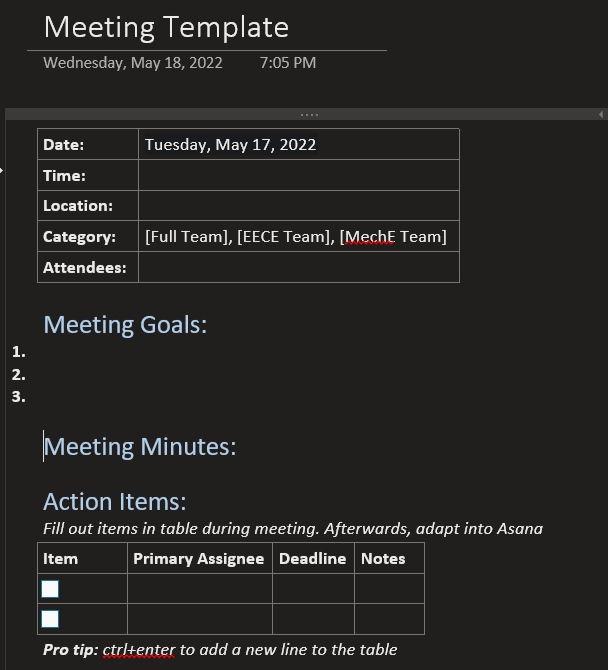 Meeting Template
Wednesday, May 18, 2022 7:05 PM
Date: Tuesday, May 17, 2022
Time:
Location:
Category: [Full Team], [EECE Team], [MechE Team]
Attendees:
Meeting Goals:
1.
2.
3.
Meeting Minutes:
Action Items:
Fill out items in table during meeting. Afterwards, adapt into Asana
Item Primary Assignee Deadline Notes
Pro tip: ctrl+enter to add a new line to the table